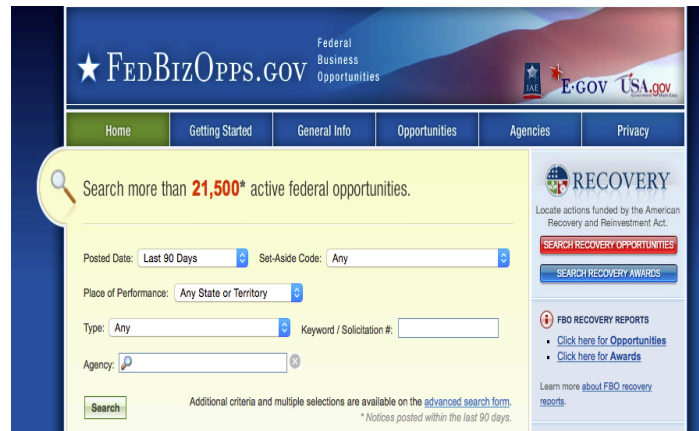 ★ FEDBIZOPPS.GOV
Federal
Business
Opportunities
IAE
E-GOV
USA.gov
Home Getting Started General Info Opportunities Agencies Privacy
Search more than 21,500* active federal opportunities.
Posted Date: Last 90 Days Set-Aside Code: Any
Place of Performance: Any State or Territory
Type: Any Keyword / Solicitation #:
Agency:
Search
Additional criteria and multiple selections are available on the advanced search form.
* Notices posted within the last 90 days.
RECOVERY
Locate actions funded by the American
Recovery and Reinvestment Act.
SEARCH RECOVERY OPPORTUNITIES
SEARCH RECOVERY AWARDS
FBO RECOVERY REPORTS
Click here for Opportunities
Click here for Awards
Learn more about FBO recovery
reports.